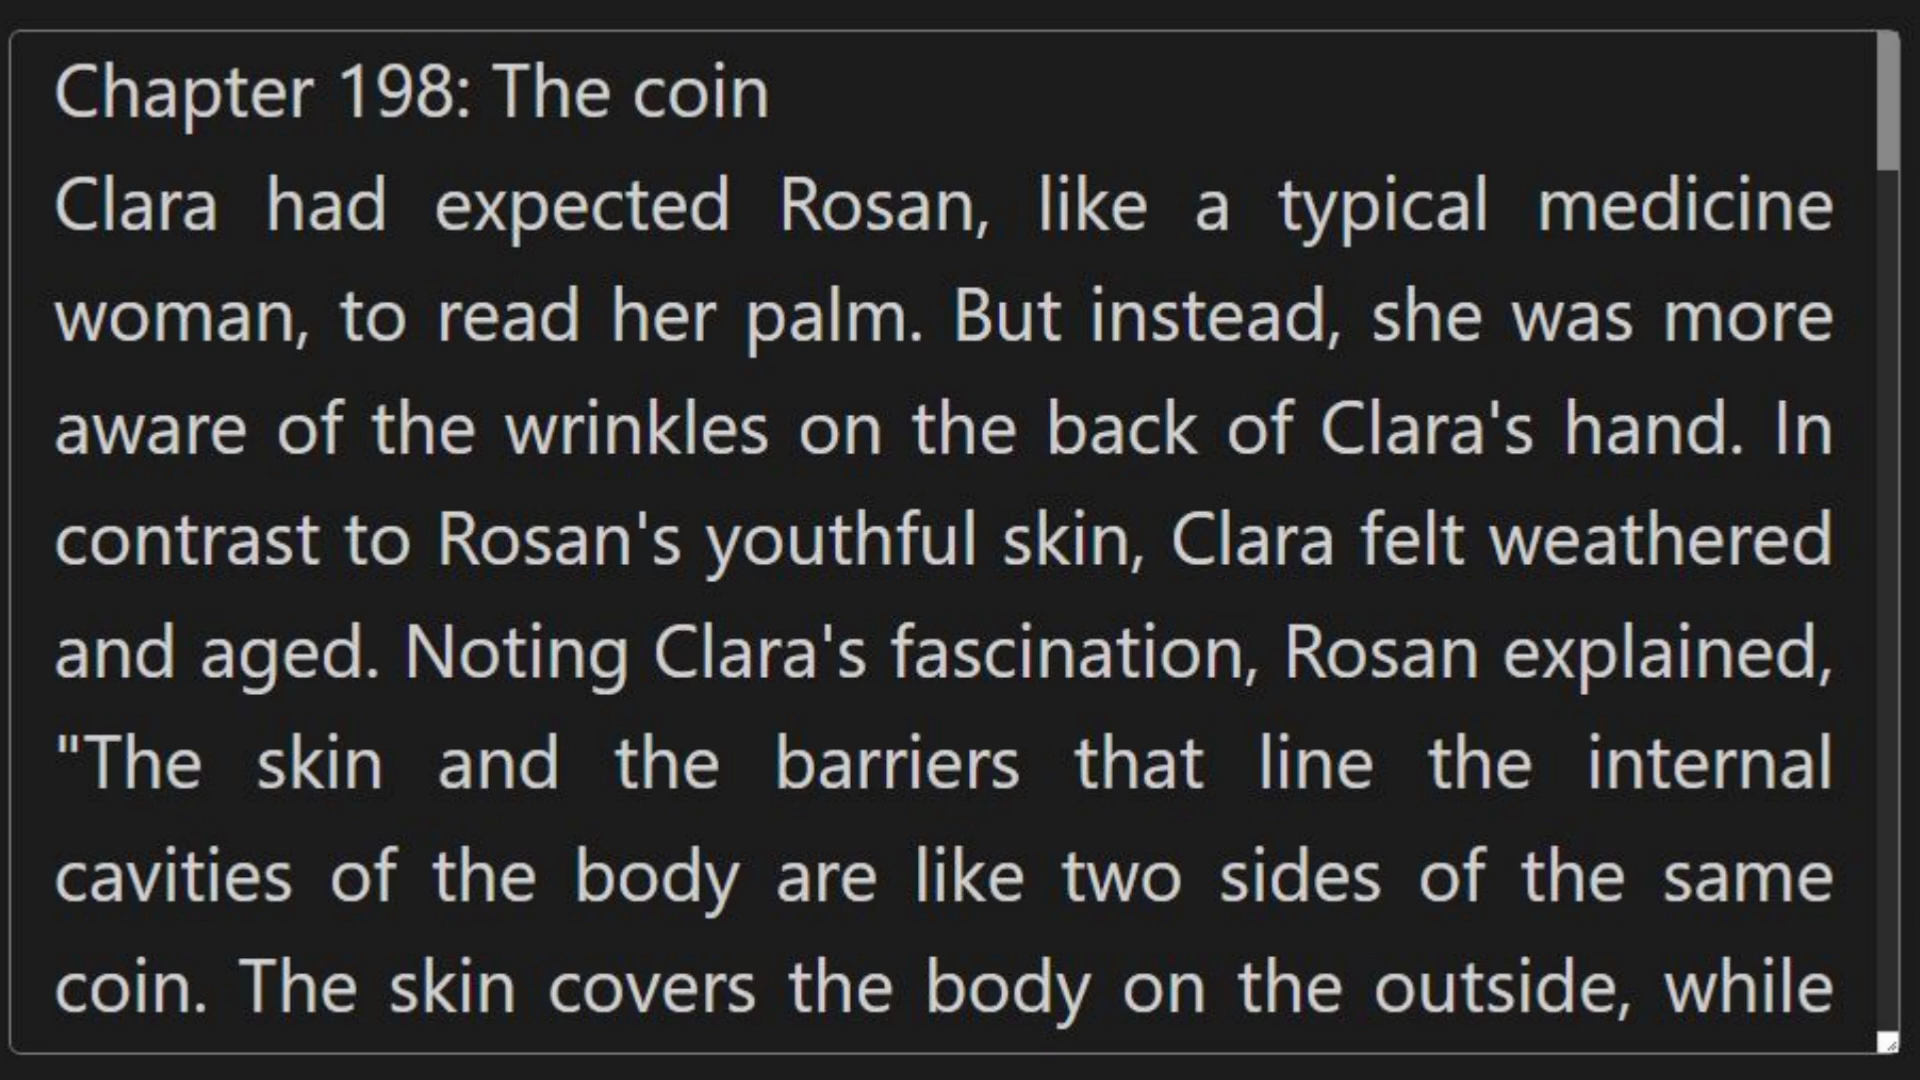 Chapter 198: The coin
Clara had expected Rosan, like a typical medicine
woman, to read her palm. But instead, she was more
aware of the wrinkles on the back of Clara's hand. In
contrast to Rosan's youthful skin, Clara felt weathered
and aged. Noting Clara's fascination, Rosan explained,
"The skin and the barriers that line the internal
cavities of the body are like two sides of the same
coin. The skin covers the body on the outside, while